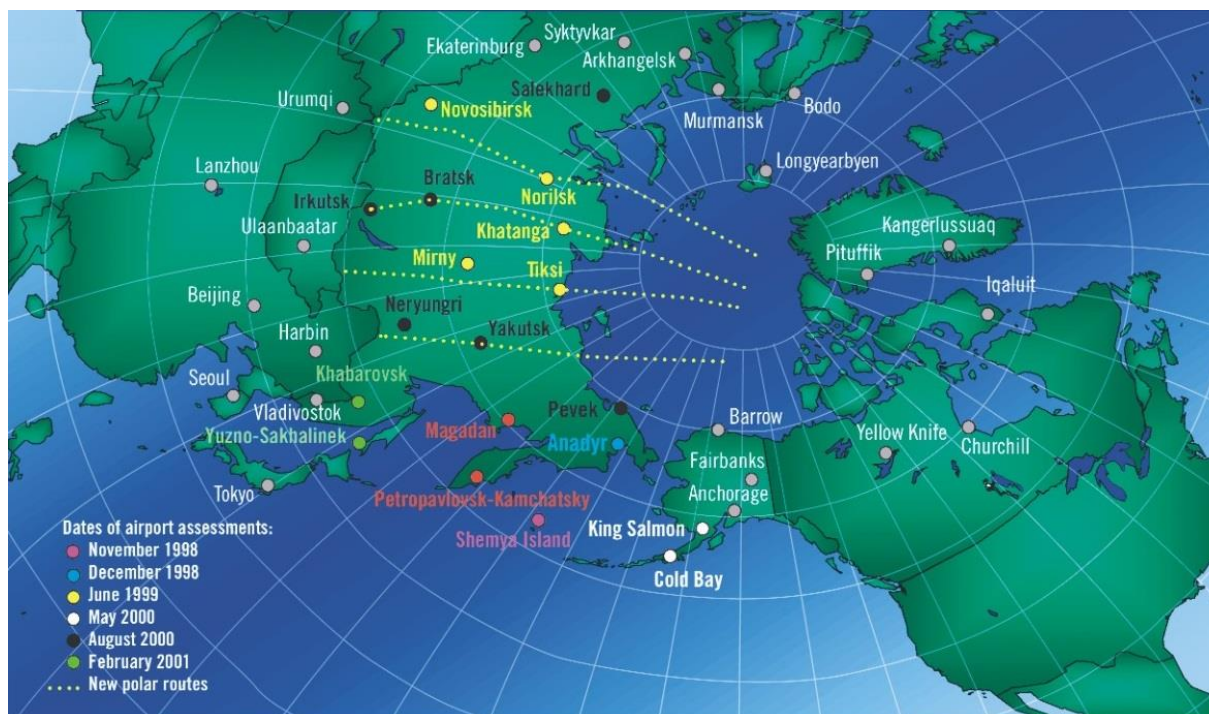 Syktyvkar
Ekaterinburg
Arkhangelsk
Salekhard
Urumqi
Novosibirsk
Murmansk
Bodo
Longyearbyen
Lanzhou
Bratsk
Norilsk
Irkutsk
Ulaanbaatar
Khatanga
Kangerlussuaq
Pituffik
Mirny
Tiksi
Iqaluit
Beijing
Neryungri
Harbin
Yakutsk
Seoul
Khabarovsk
Vladivostok
Pevek
Barrow
Magadan
Yuzno-Sakhalinek
Anadyr
Yellow Knife
Churchill
Fairbanks
Tokyo
Petropavlovsk-Kamchatsky
Anchorage
Shemya Island
King Salmon
Cold Bay
Dates of airport assessments:
November 1998
December 1998
June 1999
May 2000
August 2000
February 2001
New polar routes